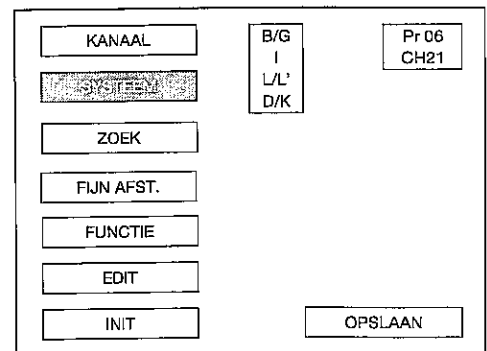 KANAAL
SYSTEEM
ZOEK
FIJN AFST.
FUNCTIE
EDIT
INIT
B/G
I
L/L'
D/K
Pr 06
CH21
OPSLAAN